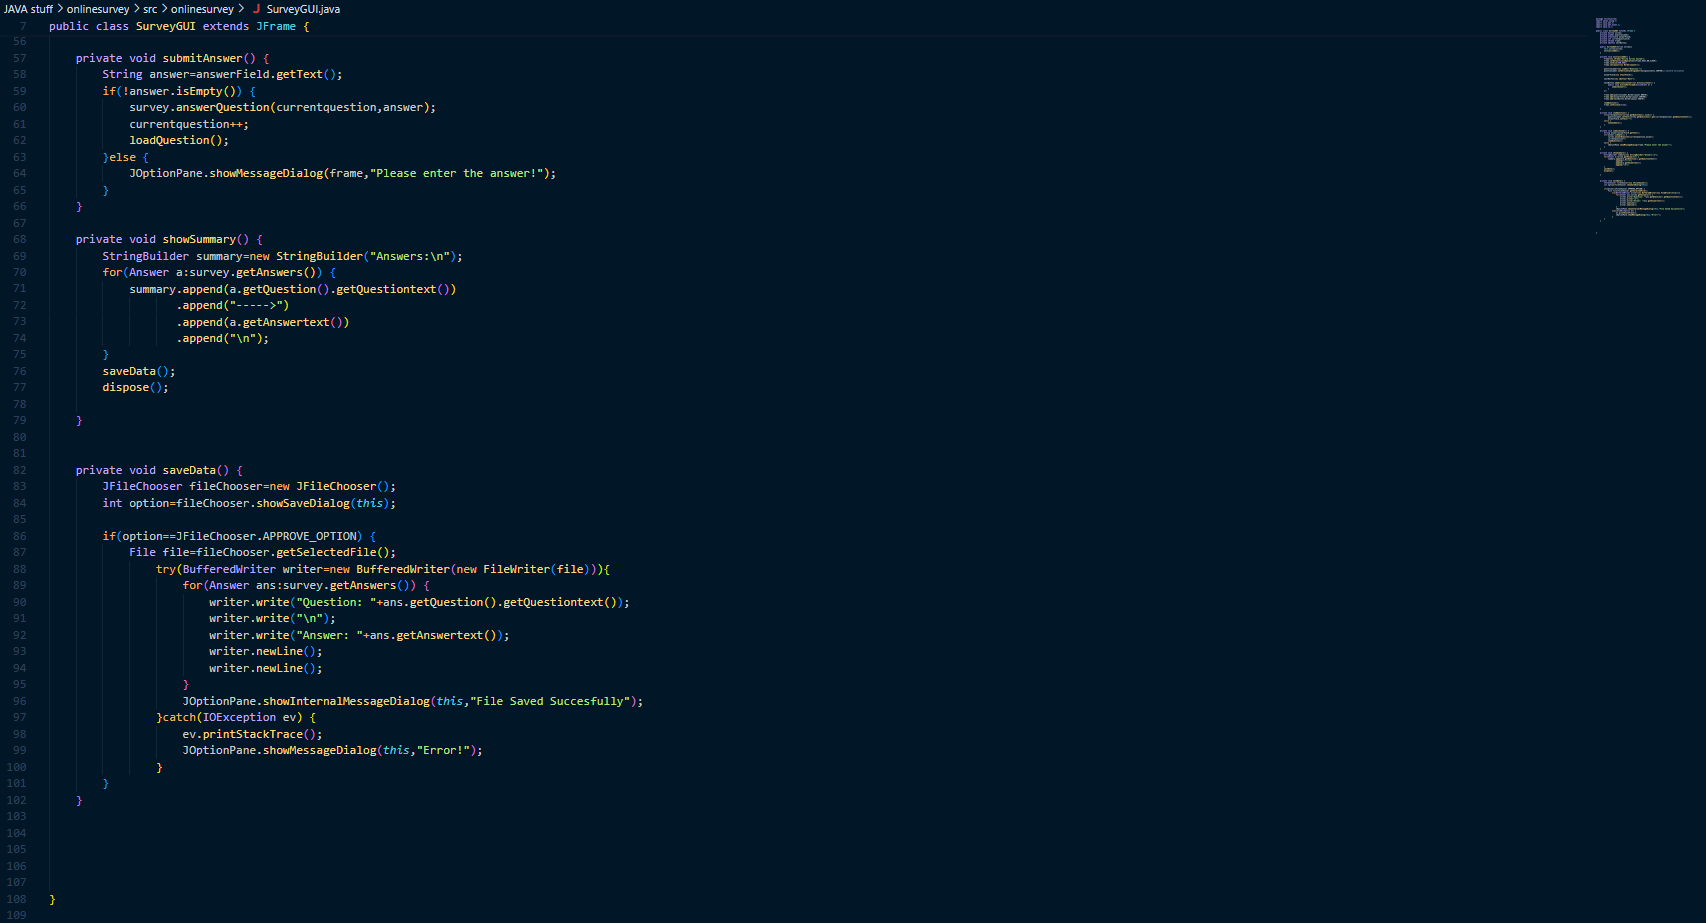 JAVA stuff > onlinesurvey > src > onlinesurvey > J SurveyGUI.java
7 public class SurveyGUI extends JFrame {
56
57 private void submitAnswer() {
58 String answer=answerField.getText();
59 if(!answer.isEmpty()) {
60 survey.answerQuestion(currentquestion,answer);
61 currentquestion++;
62 loadQuestion();
63 }else {
64 JOptionPane.showMessageDialog(frame,"Please enter the answer!");
65 }
66 }
67
68 private void showSummary() {
69 StringBuilder summary=new StringBuilder("Answers:\n");
70 for(Answer a:survey.getAnswers()) {
71 summary.append(a.getQuestion().getQuestiontext())
72 .append("----->")
73 .append(a.getAnswertext())
74 .append("\n");
75 }
76 saveData();
77 dispose();
78
79 }
80
81
82 private void saveData() {
83 JFileChooser fileChooser=new JFileChooser();
84 int option=fileChooser.showSaveDialog(this);
85
86 if(option==JFileChooser.APPROVE_OPTION) {
87 File file=fileChooser.getSelectedFile();
88 try(BufferedWriter writer=new BufferedWriter(new FileWriter(file))){
89 for(Answer ans:survey.getAnswers()) {
90 writer.write("Question: "+ans.getQuestion().getQuestiontext());
91 writer.write("\n");
92 writer.write("Answer: "+ans.getAnswertext());
93 writer.newLine();
94 writer.newLine();
95 }
96 JOptionPane.showInternalMessageDialog(this,"File Saved Succesfully");
97 }catch(IOException ev) {
98 ev.printStackTrace();
99 JOptionPane.showMessageDialog(this,"Error!");
100 }
101 }
102 }
103
104
105
106
107
108 }
109